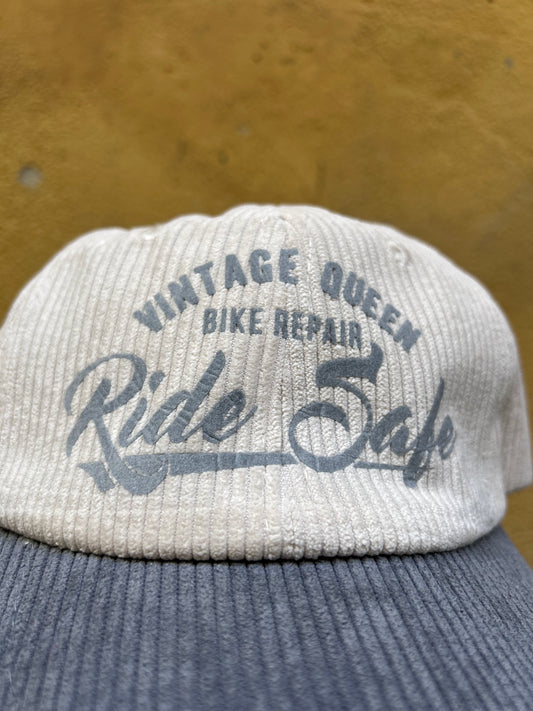 VINTAGE QUEEN
BIKE REPAIR
Ride Safe